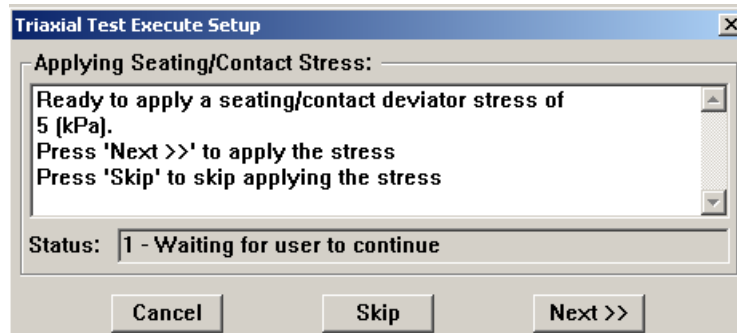 Triaxial Test Execute Setup
Applying Seating/Contact Stress:
Ready to apply a seating/contact deviator stress of
5 (kPa).
Press 'Next >>' to apply the stress
Press 'Skip' to skip applying the stress
Status: 1 - Waiting for user to continue
Cancel Skip Next >>